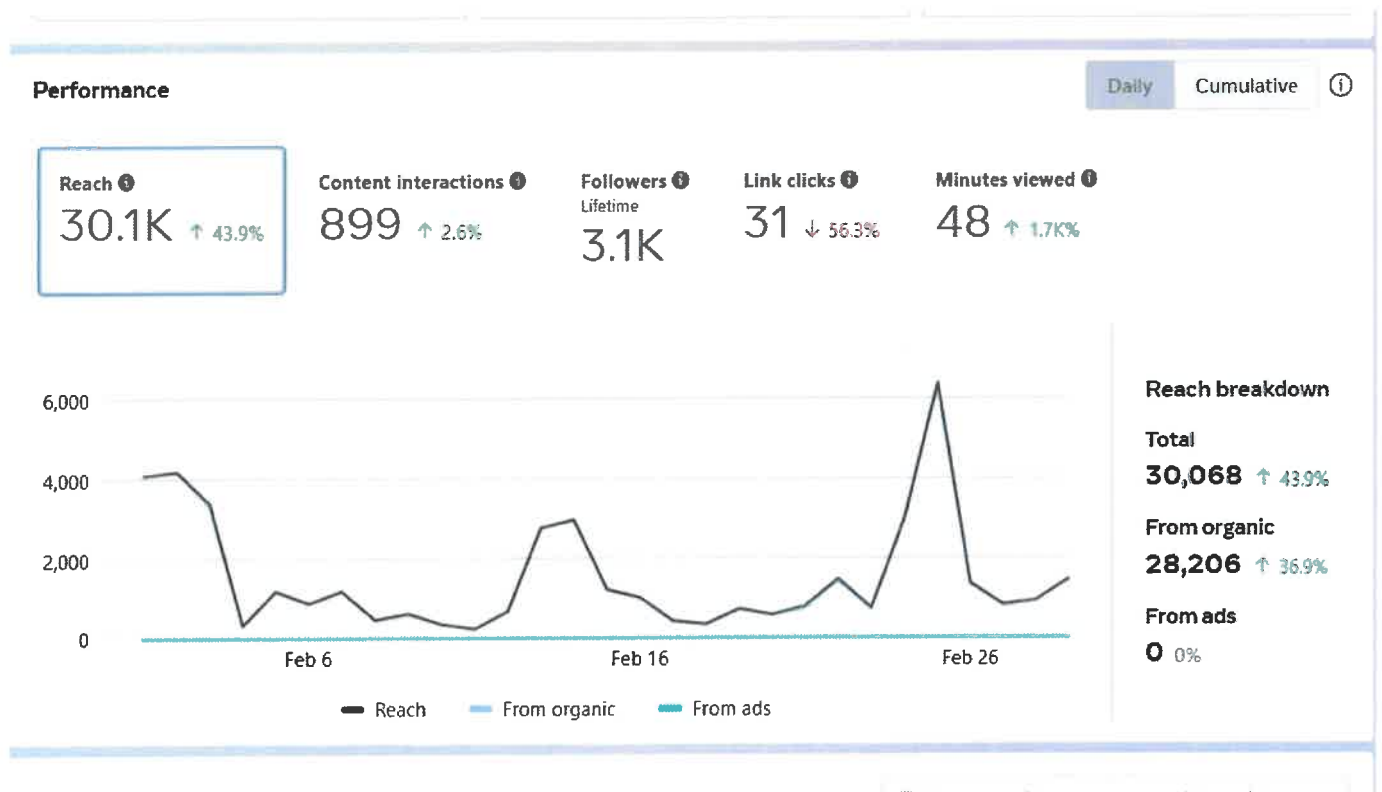 Performance
Daily
Cumulative
Reach
30.1K ↑ 43.9%
Content interactions
899 ↑ 2.6%
Followers
Lifetime
3.1K
Link clicks
31 ↓ 56.3%
Minutes viewed
48 ↑ 1.7K%
6,000
4,000
2,000
0
Feb 6
Feb 16
Feb 26
Reach
From organic
From ads
Reach breakdown
Total
30,068 ↑ 43.9%
From organic
28,206 ↑ 36.9%
From ads
0 0%